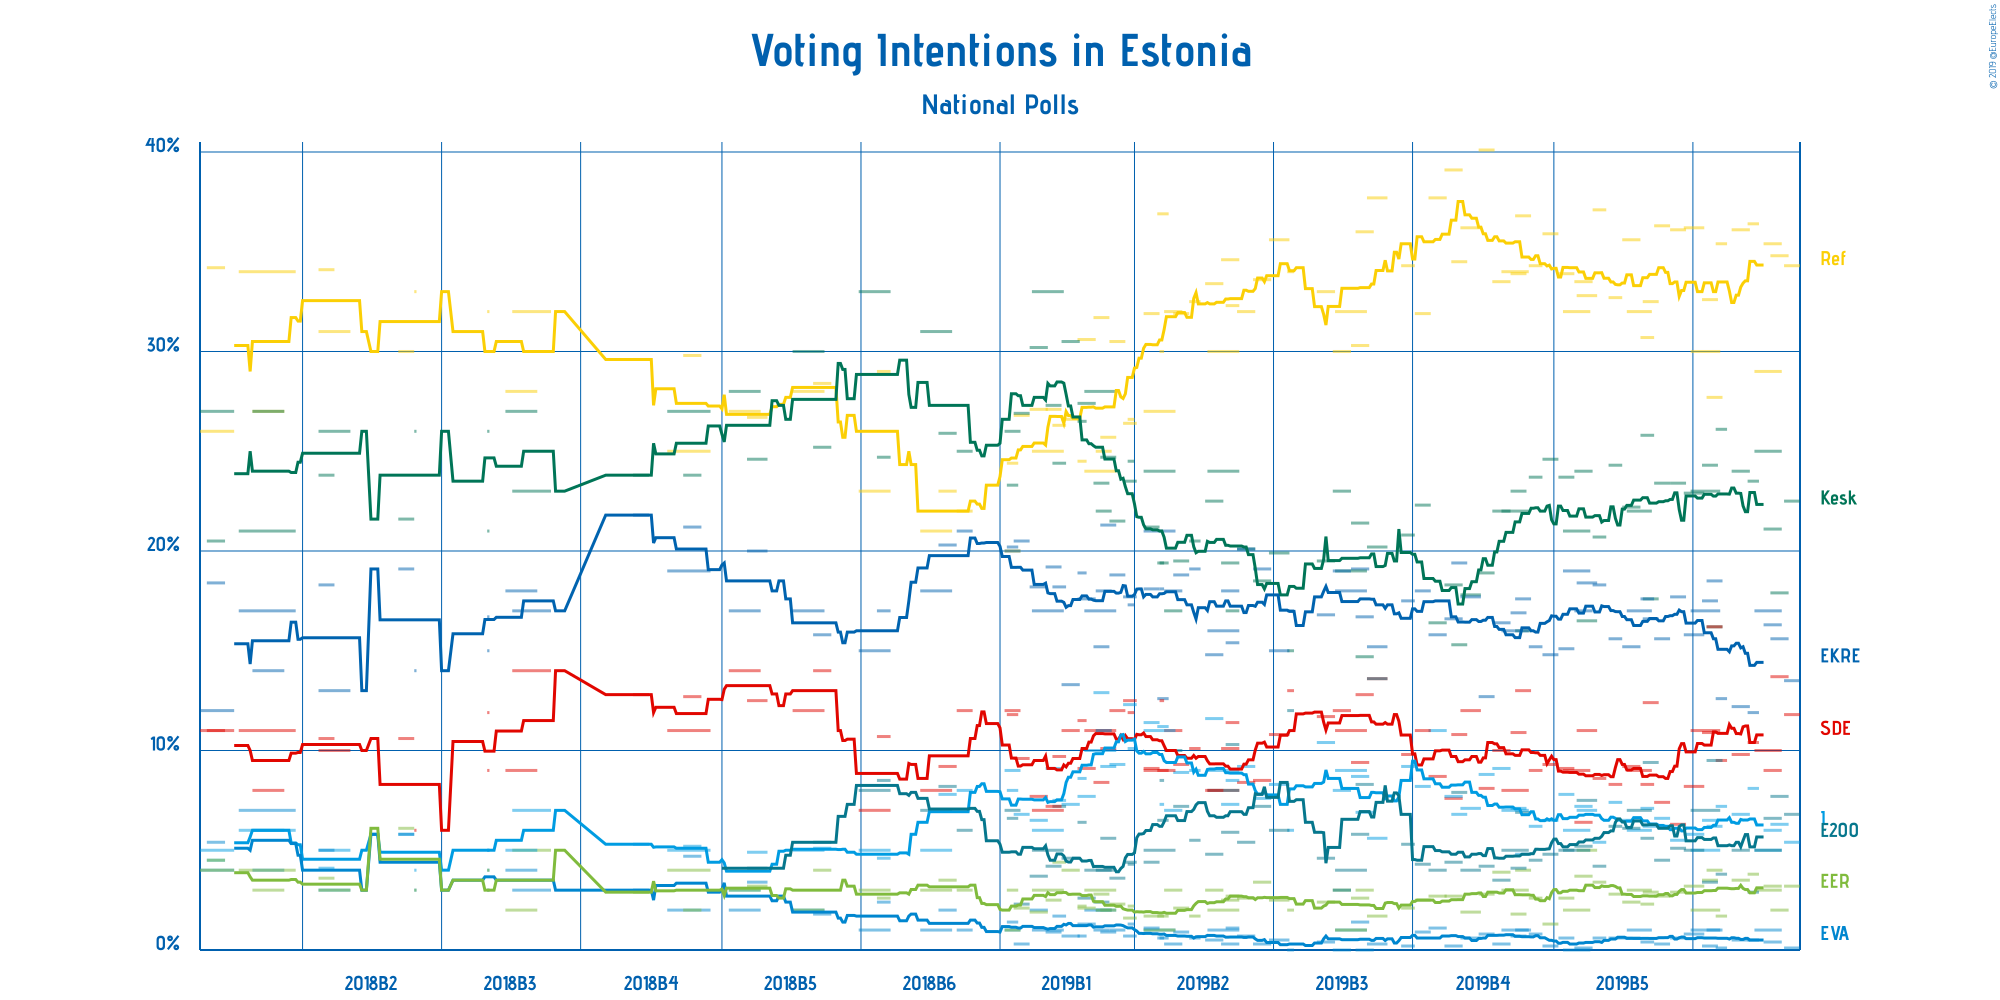 © 2019 @EuropeElects
Voting Intentions in Estonia
National Polls
40%
30%
20%
10%
0%
Ref
Kesk
EKRE
SDE
I
E200
EER
EVA
2018B2
2018B3
2018B4
2018B5
2018B6
2019B1
2019B2
2019B3
2019B4
2019B5